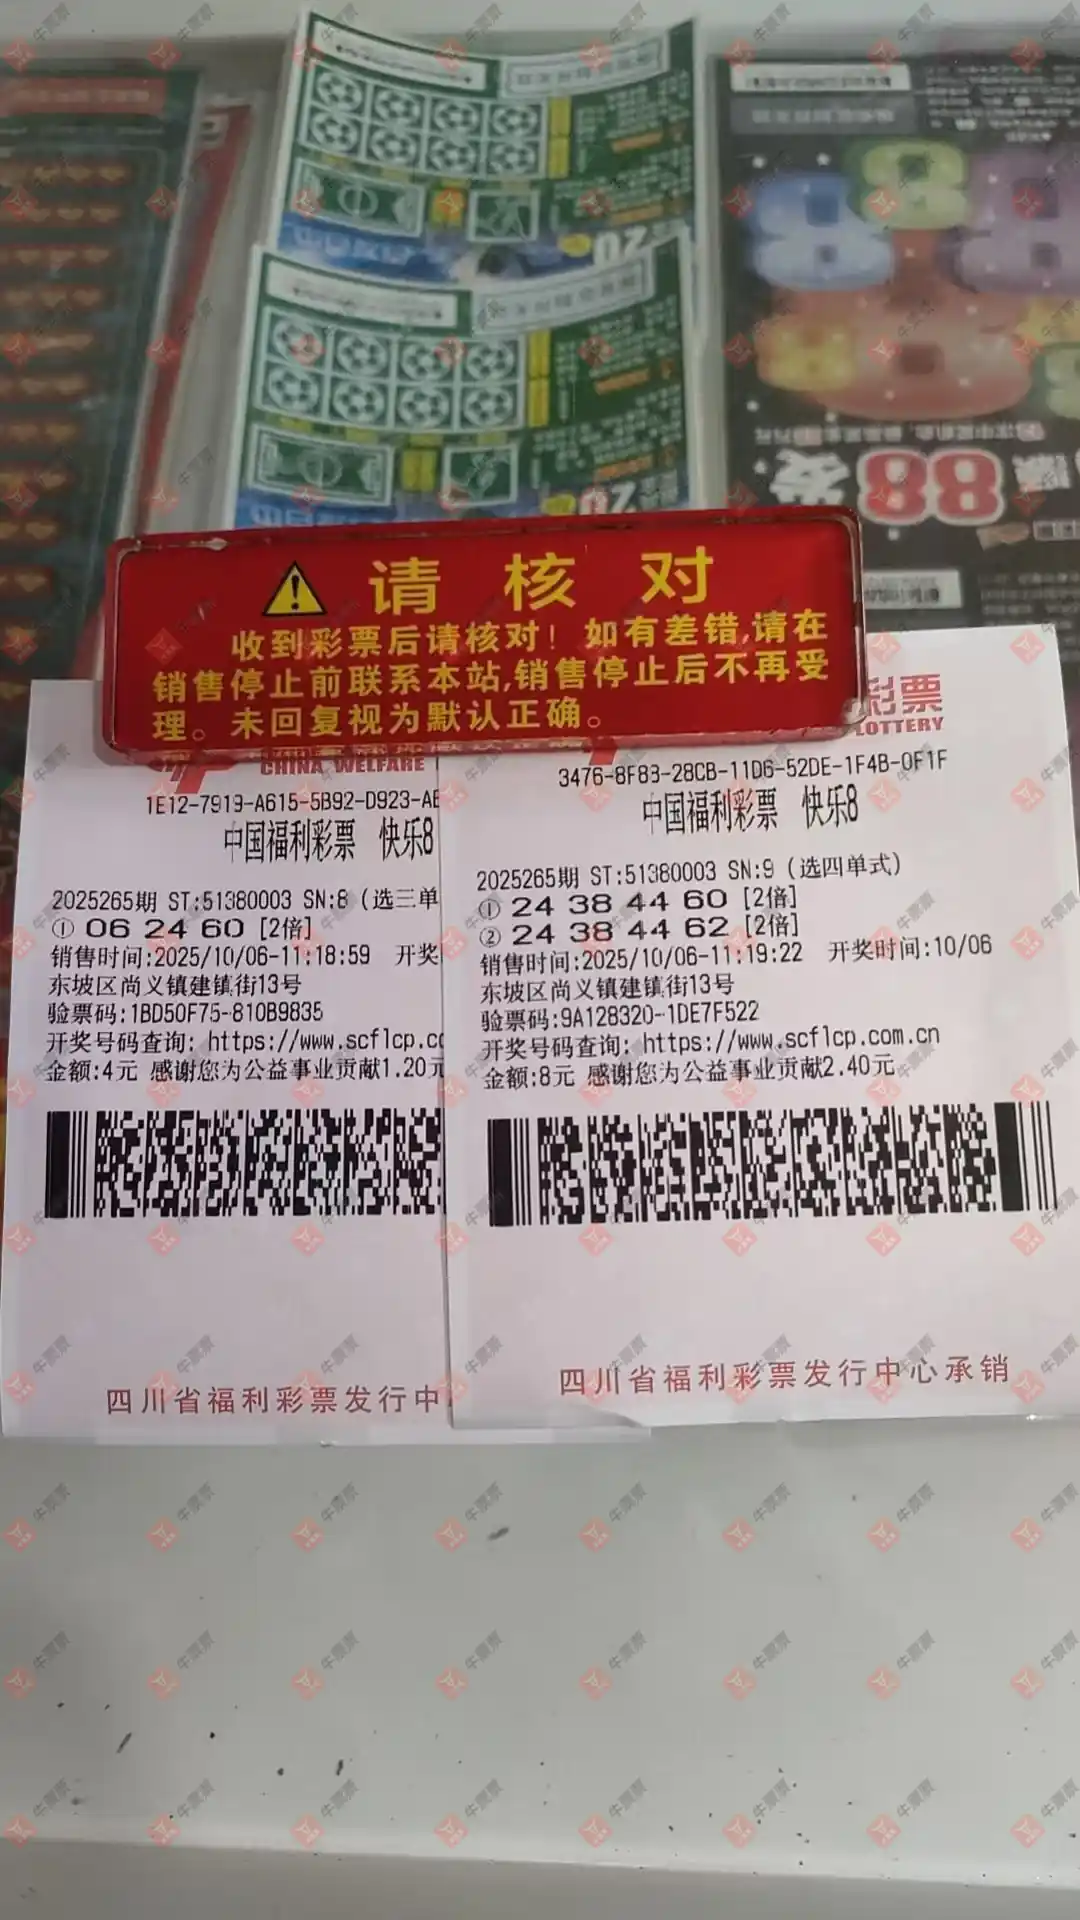 请核对
收到彩票后请核对！如有差错,请在
销售停止前联系本站,销售停止后不再受
理。未回复视为默认正确。
CHINA WELFARE
1E12-7919-A615-5B92-D923-AE
中国福利彩票 快乐8
2025265期 ST:51380003 SN:8 (选三单
① 06 24 60 [2倍]
销售时间:2025/10/06-11:18:59 开奖
东坡区尚义镇建镇街13号
验票码:1BD50F75-810B9835
开奖号码查询: https://www.scflcp.co
金额:4元 感谢您为公益事业贡献1.20元
四川省福利彩票发行中
彩票
LOTTERY
3476-8F83-28CB-11D6-52DE-1F4B-0F1F
中国福利彩票 快乐8
2025265期 ST:51380003 SN:9 (选四单式)
① 24 38 44 60 [2倍]
② 24 38 44 62 [2倍]
销售时间:2025/10/06-11:19:22 开奖时间:10/06
东坡区尚义镇建镇街13号
验票码:9A128320-1DE7F522
开奖号码查询: https://www.scflcp.com.cn
金额:8元 感谢您为公益事业贡献2.40元
四川省福利彩票发行中心承销
20
20
88
发
牛票票